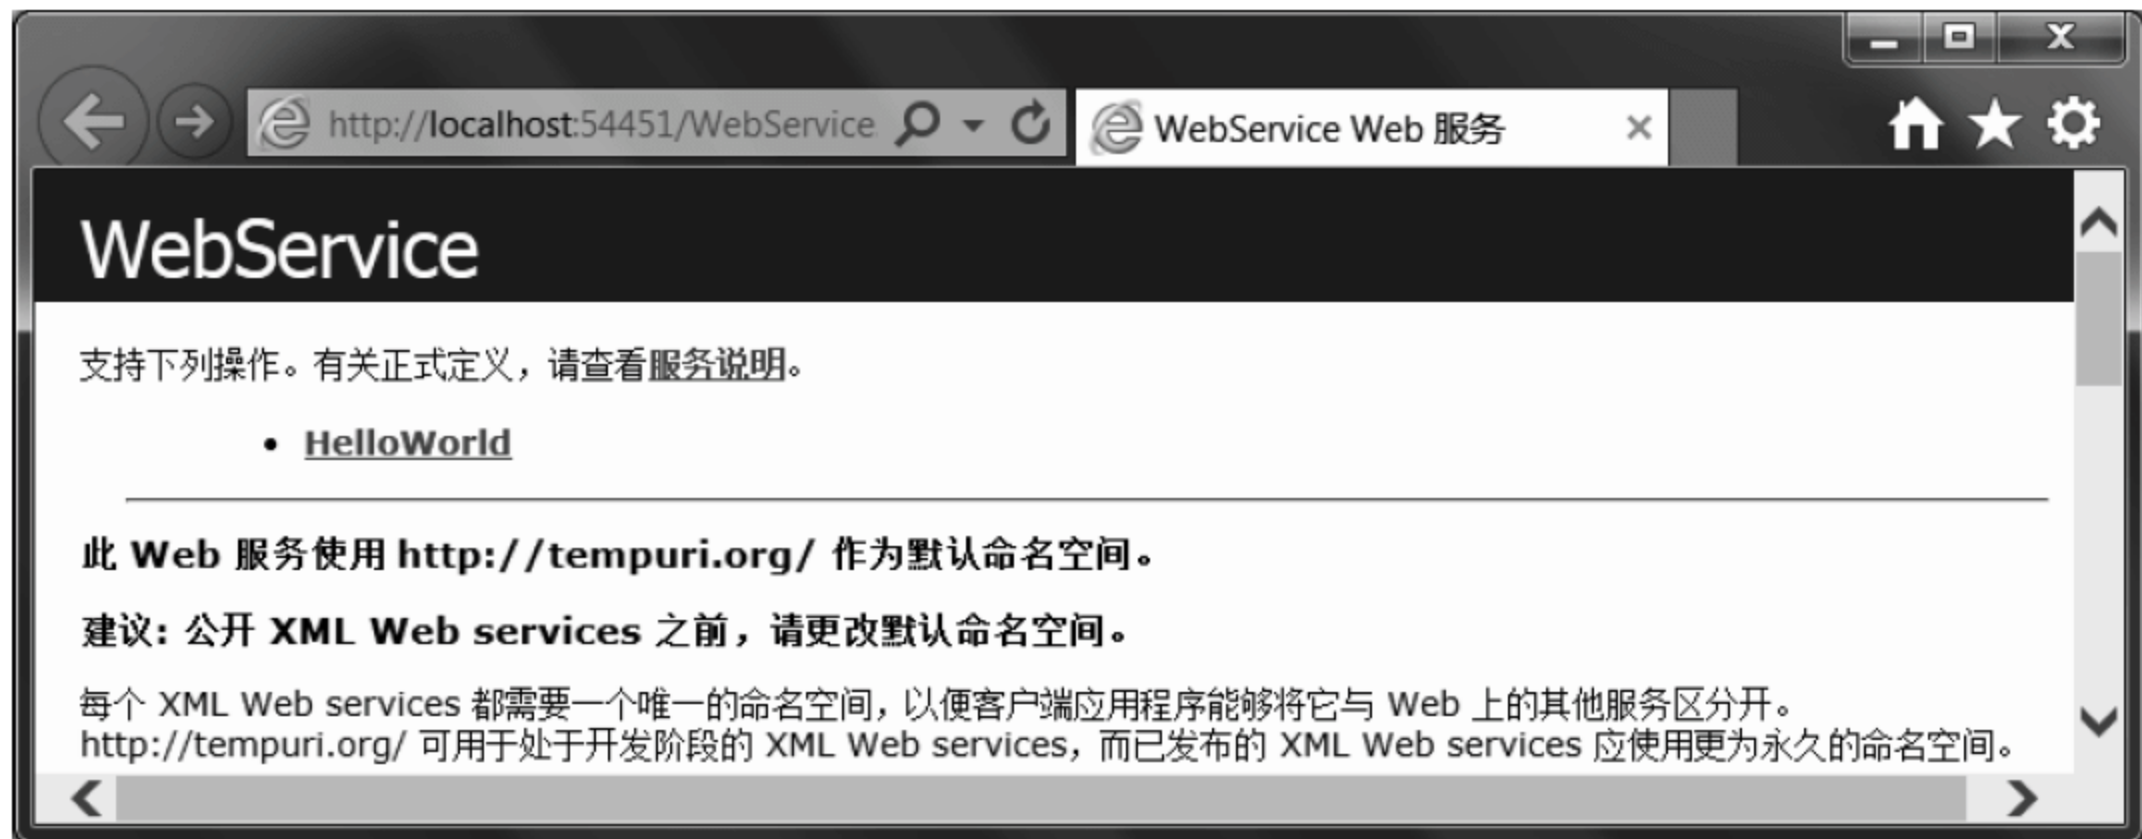 http://localhost:54451/WebService
WebService Web 服务
WebService
支持下列操作。有关正式定义，请查看服务说明。
• HelloWorld
此 Web 服务使用 http://tempuri.org/ 作为默认命名空间。
建议: 公开 XML Web services 之前，请更改默认命名空间。
每个 XML Web services 都需要一个唯一的命名空间，以便客户端应用程序能够将它与 Web 上的其他服务区分开。
http://tempuri.org/ 可用于处于开发阶段的 XML Web services，而已发布的 XML Web services 应使用更为永久的命名空间。